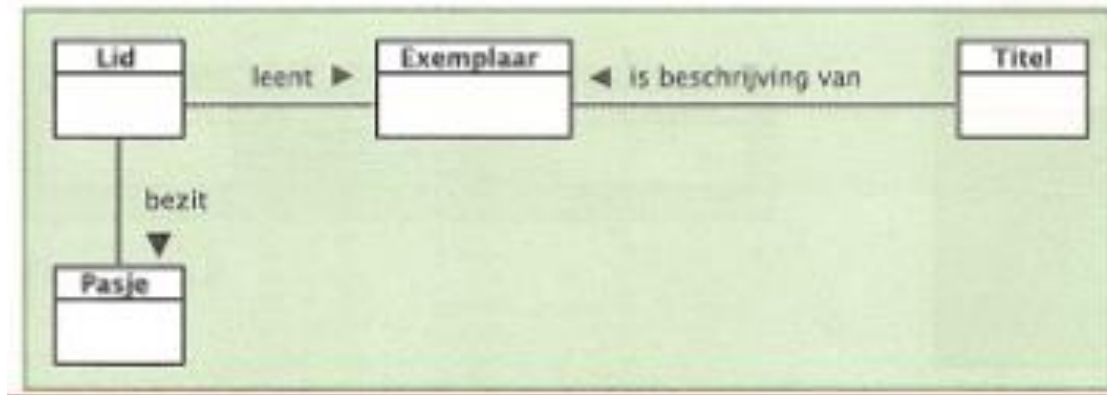 Lid
leent ▶
Exemplaar
◀ is beschrijving van
Titel
bezit
▼
Pasje